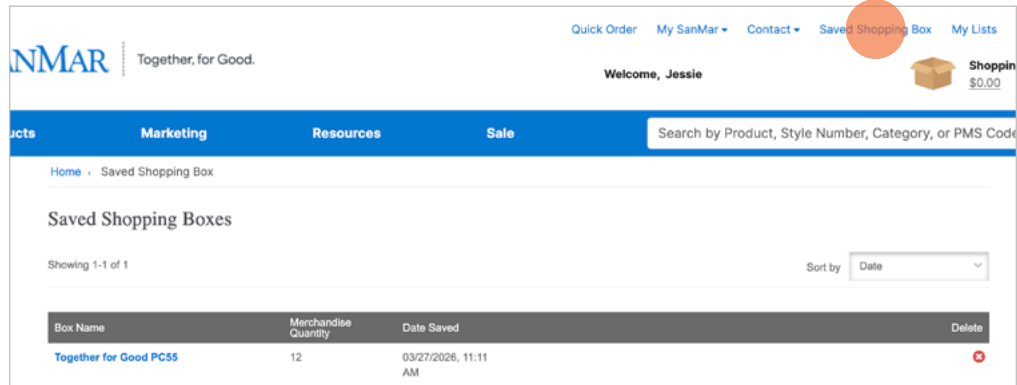 Quick Order My SanMar Contact Saved Shopping Box My Lists
NMAR Together, for Good.
Welcome, Jessie
Shoppin
$0.00
ucts Marketing Resources Sale Search by Product, Style Number, Category, or PMS Code
Home › Saved Shopping Box
Saved Shopping Boxes
Showing 1-1 of 1
Sort by Date
Box Name Merchandise Quantity Date Saved Delete
Together for Good PC55 12 03/27/2026, 11:11 AM